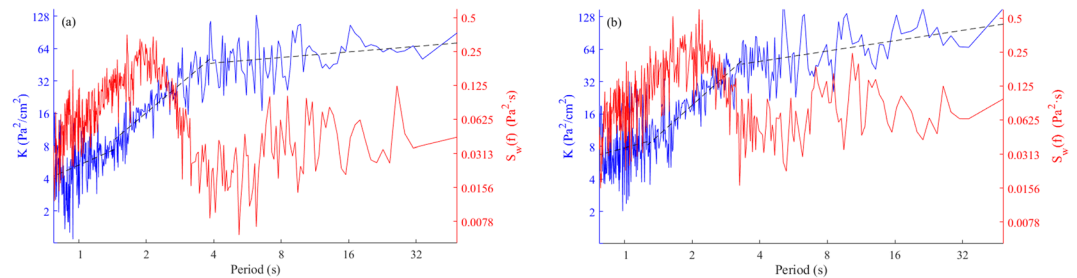 (a)
128
64
32
16
8
4
2
K (Pa²/cm²)
0.5
0.25
0.125
0.0625
0.0313
0.0156
0.0078
S_w(f) (Pa²·s)
1 2 4 8 16 32
Period (s)
(b)
128
64
32
16
8
4
2
K (Pa²/cm²)
0.5
0.25
0.125
0.0625
0.0313
0.0156
0.0078
S_w(f) (Pa²·s)
1 2 4 8 16 32
Period (s)